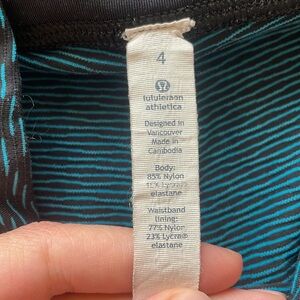 4
lululemon
athletica
Designed in
Vancouver
Made in
Cambodia
Body:
85% Nylon
15% Lycra®
elastane
Waistband
lining:
77% Nylon
23% Lycra®
elastane